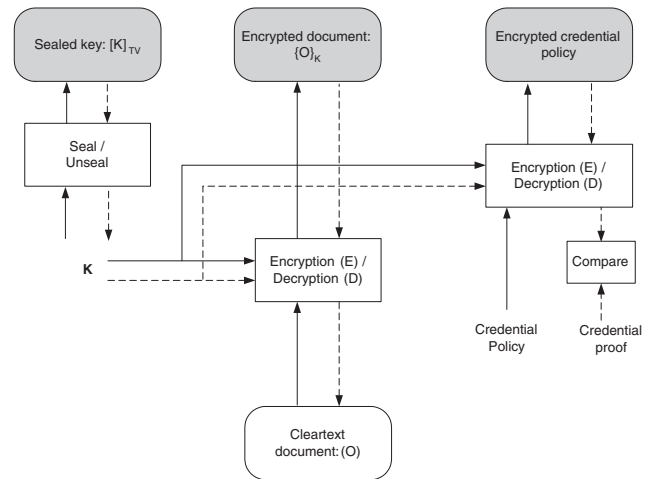 Sealed key: [K]TV
Encrypted document:
{O}K
Encrypted credential
policy
Seal /
Unseal
Encryption (E) /
Decryption (D)
K
Encryption (E) /
Decryption (D)
Compare
Credential
Policy
Credential
proof
Cleartext
document: (O)